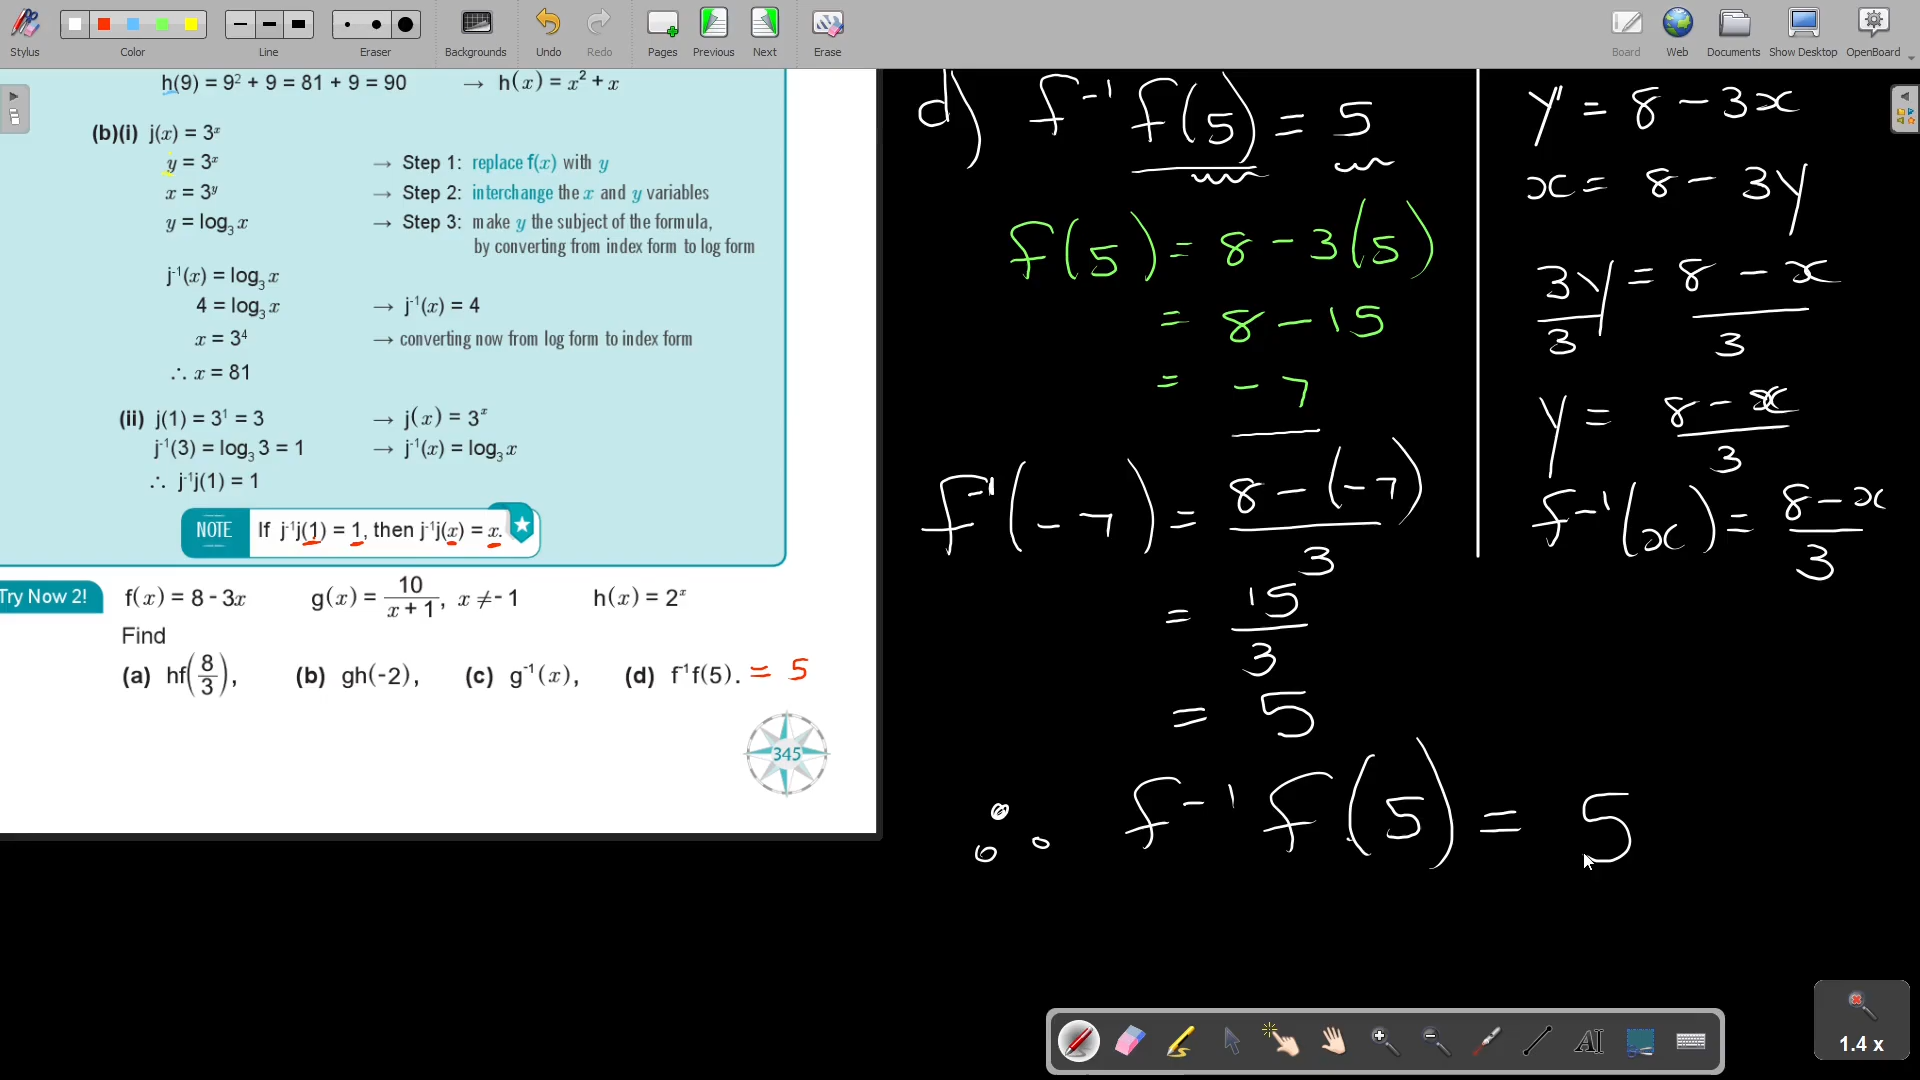 Stylus Color Line Eraser Backgrounds Undo Redo Pages Previous Next Erase Board Web Documents Show Desktop OpenBoard
h(9) = 9² + 9 = 81 + 9 = 90 → h(x) = x² + x
(b)(i) j(x) = 3ˣ
y = 3ˣ → Step 1: replace f(x) with y
x = 3ʸ → Step 2: interchange the x and y variables
y = log₃x → Step 3: make y the subject of the formula,
by converting from index form to log form
j⁻¹(x) = log₃x
4 = log₃x → j⁻¹(x) = 4
x = 3⁴ → converting now from log form to index form
∴ x = 81
(ii) j(1) = 3¹ = 3 → j(x) = 3ˣ
j⁻¹(3) = log₃3 = 1 → j⁻¹(x) = log₃x
∴ j⁻¹j(1) = 1
NOTE If j⁻¹j(1) = 1, then j⁻¹j(x) = x.
Try Now 2! f(x) = 8 - 3x g(x) = 10/(x + 1), x ≠ -1 h(x) = 2ˣ
Find
(a) hf(8/3), (b) gh(-2), (c) g⁻¹(x), (d) f⁻¹f(5). = 5
345
d) f⁻¹ f(5) = 5
f(5) = 8 - 3(5)
= 8 - 15
= -7
f⁻¹(-7) = (8 - (-7))/3
= 15/3
= 5
∴ f⁻¹ f(5) = 5
y = 8 - 3x
x = 8 - 3y
3y/3 = (8 - x)/3
y = (8 - x)/3
f⁻¹(x) = (8 - x)/3
1.4 x